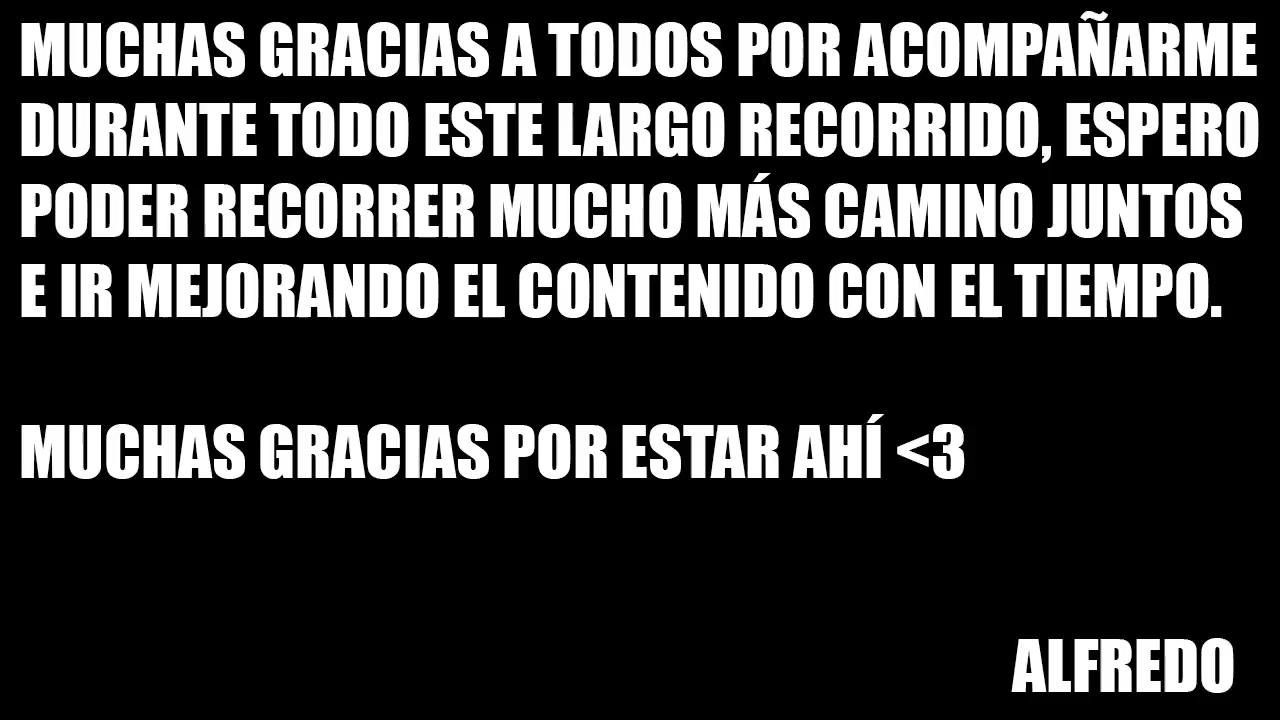 MUCHAS GRACIAS A TODOS POR ACOMPAÑARME
DURANTE TODO ESTE LARGO RECORRIDO, ESPERO
PODER RECORRER MUCHO MÁS CAMINO JUNTOS
E IR MEJORANDO EL CONTENIDO CON EL TIEMPO.
MUCHAS GRACIAS POR ESTAR AHÍ <3
ALFREDO